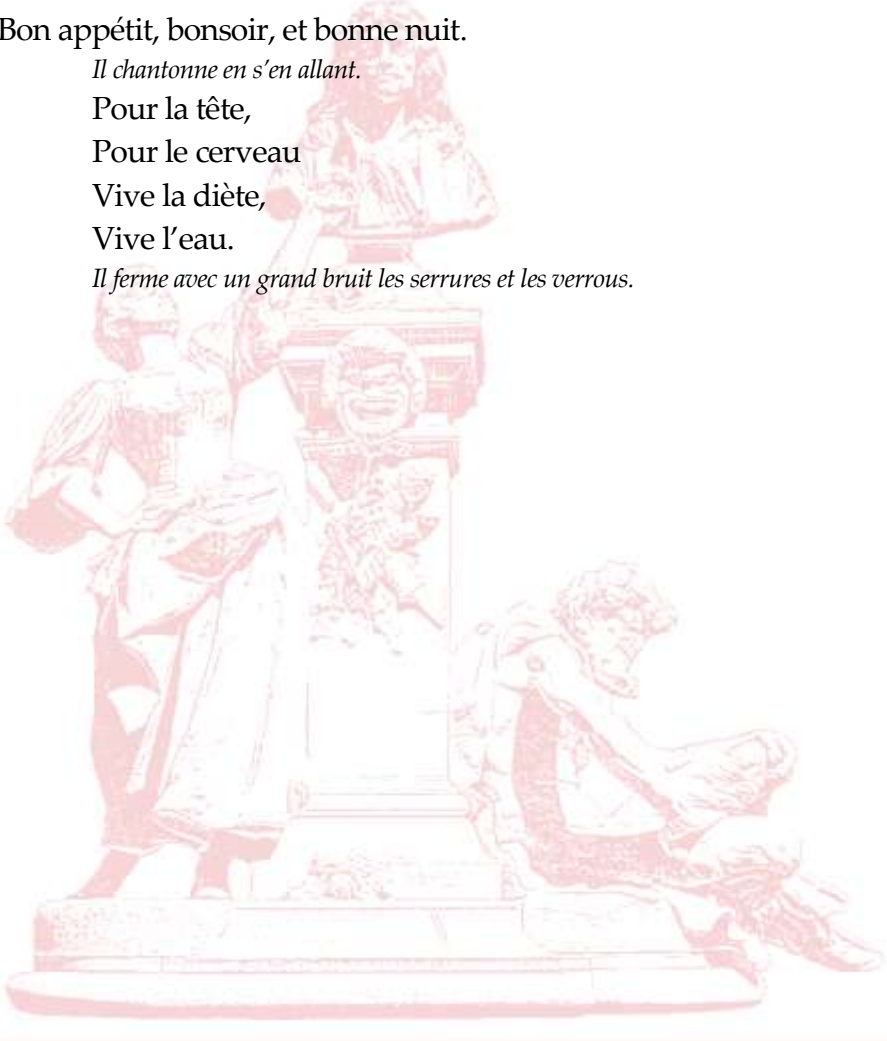 Bon appétit, bonsoir, et bonne nuit.
Il chantonne en s’en allant.
Pour la tête,
Pour le cerveau
Vive la diète,
Vive l’eau.
Il ferme avec un grand bruit les serrures et les verrous.